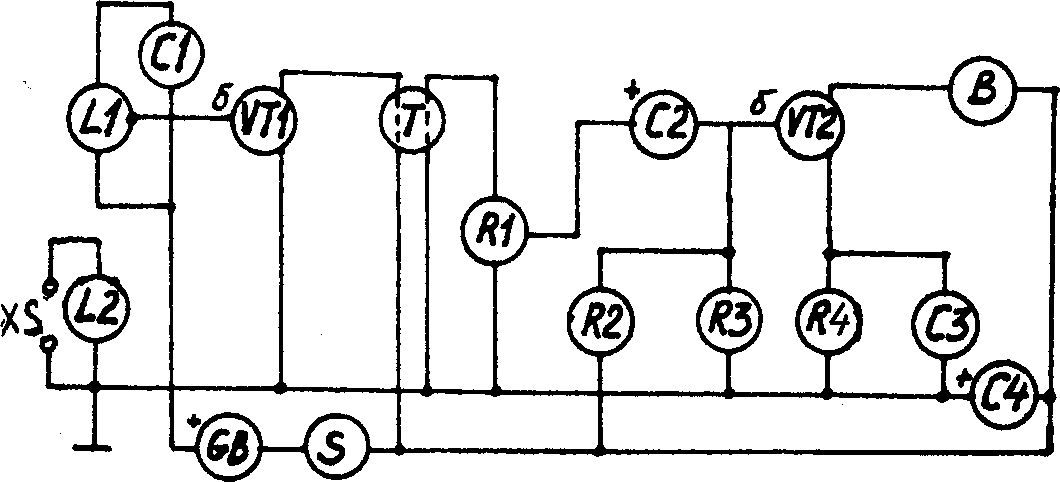 C1
L1
б VT1
T
+ C2
б VT2
B
R1
XS
L2
R2
R3
R4
C3
+ C4
+ GB
S